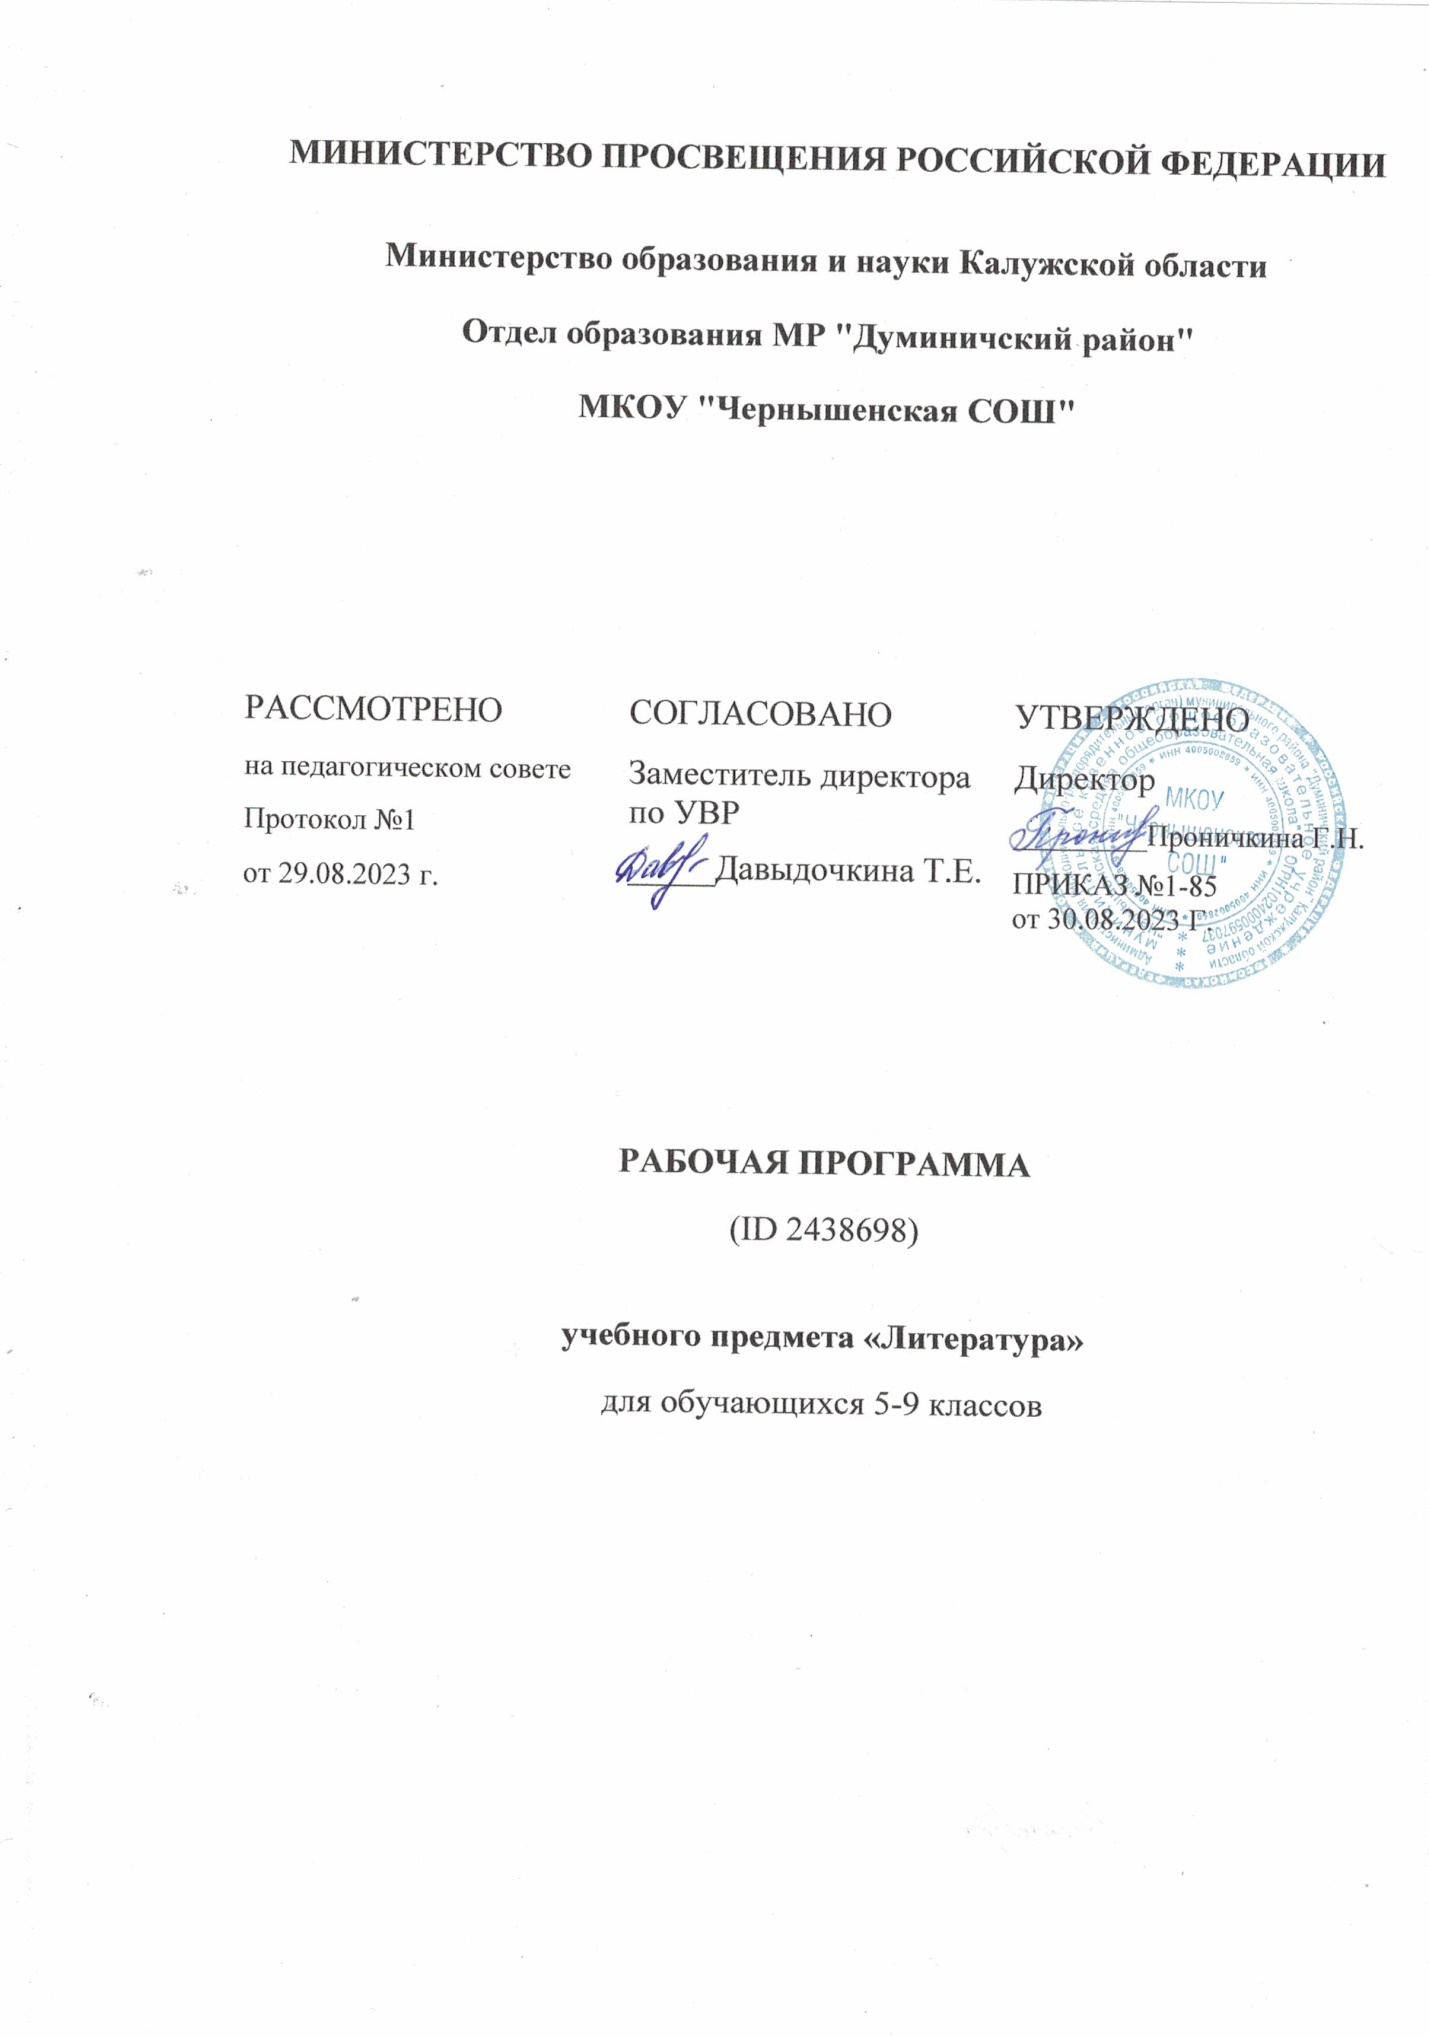 МИНИСТЕРСТВО ПРОСВЕЩЕНИЯ РОССИЙСКОЙ ФЕДЕРАЦИИ
Министерство образования и науки Калужской области
Отдел образования МР "Думиничский район"
МКОУ "Чернышенская СОШ"
РАССМОТРЕНО
на педагогическом совете
Протокол №1
от 29.08.2023 г.
СОГЛАСОВАНО
Заместитель директора
по УВР
Давыдочкина Т.Е.
УТВЕРЖДЕНО
Директор
Проничкина Г.Н.
ПРИКАЗ №1-85
от 30.08.2023 Г.
МКОУ
СОШ"
РАБОЧАЯ ПРОГРАММА
(ID 2438698)
учебного предмета «Литература»
для обучающихся 5-9 классов